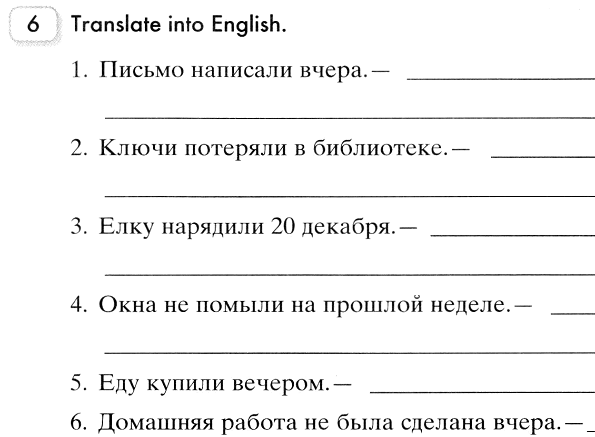 6 Translate into English.
1. Письмо написали вчера.—
2. Ключи потеряли в библиотеке.—
3. Елку нарядили 20 декабря.—
4. Окна не помыли на прошлой неделе.—
5. Еду купили вечером.—
6. Домашняя работа не была сделана вчера.—